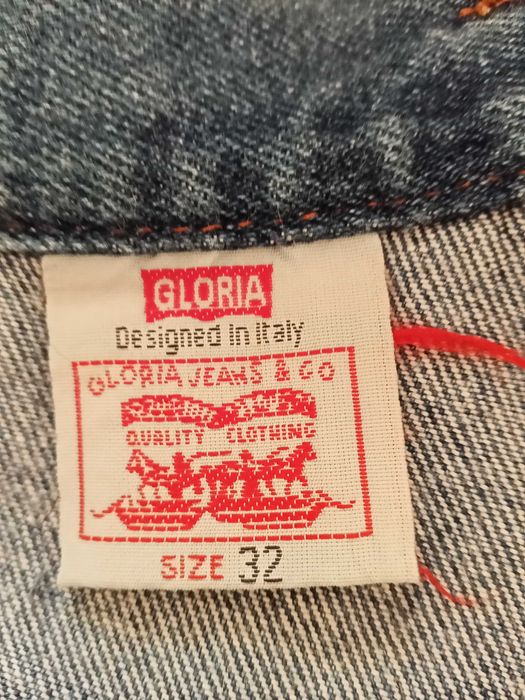 GLORIA
Designed in Italy
GLORIA JEANS & CO
QUALITY CLOTHING
SIZE 32